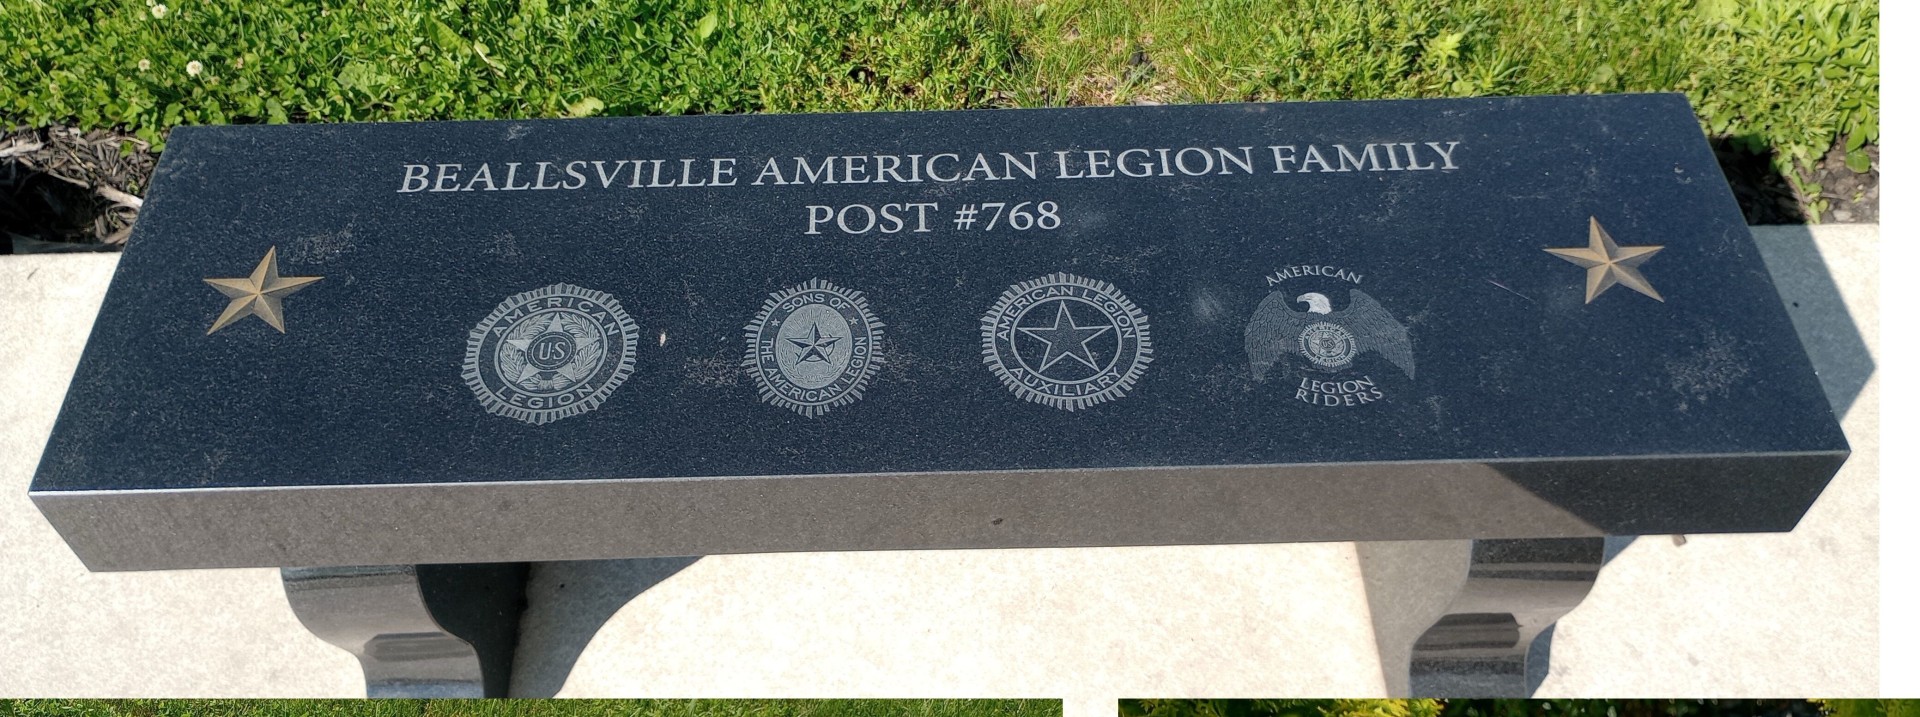 BEALLSVILLE AMERICAN LEGION FAMILY
POST #768
AMERICAN
US
LEGION
SONS OF
THE AMERICAN LEGION
AMERICAN LEGION
AUXILIARY
AMERICAN
LEGION
RIDERS